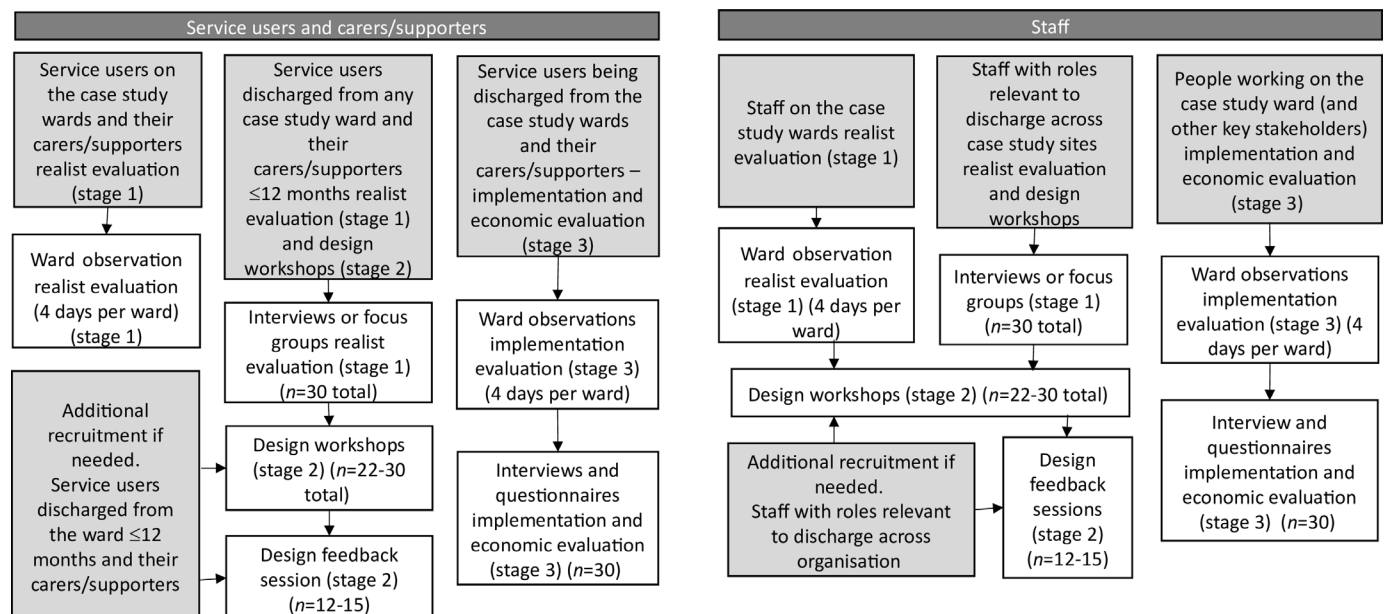 Service users and carers/supporters
Service users on
the case study
wards and their
carers/supporters
realist evaluation
(stage 1)
Ward observation
realist evaluation
(4 days per ward)
(stage 1)
Additional
recruitment if
needed.
Service users
discharged from
the ward ≤12
months and their
carers/supporters
Service users
discharged from any
case study ward and
their
carers/supporters
≤12 months realist
evaluation (stage 1)
and design
workshops (stage 2)
Interviews or focus
groups realist
evaluation (stage 1)
(n=30 total)
Design workshops
(stage 2) (n=22-30
total)
Design feedback
session (stage 2)
(n=12-15)
Service users being
discharged from the
case study wards
and their
carers/supporters –
implementation and
economic evaluation
(stage 3)
Ward observations
implementation
evaluation (stage 3)
(4 days per ward)
Interviews and
questionnaires
implementation and
economic evaluation
(stage 3) (n=30)
Staff
Staff on the case
study wards realist
evaluation (stage 1)
Ward observation
realist evaluation
(stage 1) (4 days per
ward)
Staff with roles
relevant to
discharge across
case study sites
realist evaluation
and design
workshops
Interviews or focus
groups (stage 1)
(n=30 total)
Design workshops (stage 2) (n=22-30 total)
Additional recruitment if
needed.
Staff with roles relevant
to discharge across
organisation
Design
feedback
sessions
(stage 2)
(n=12-15)
People working on the
case study ward (and
other key stakeholders)
implementation and
economic evaluation
(stage 3)
Ward observations
implementation
evaluation (stage 3) (4
days per ward)
Interview and
questionnaires
implementation and
economic evaluation
(stage 3) (n=30)